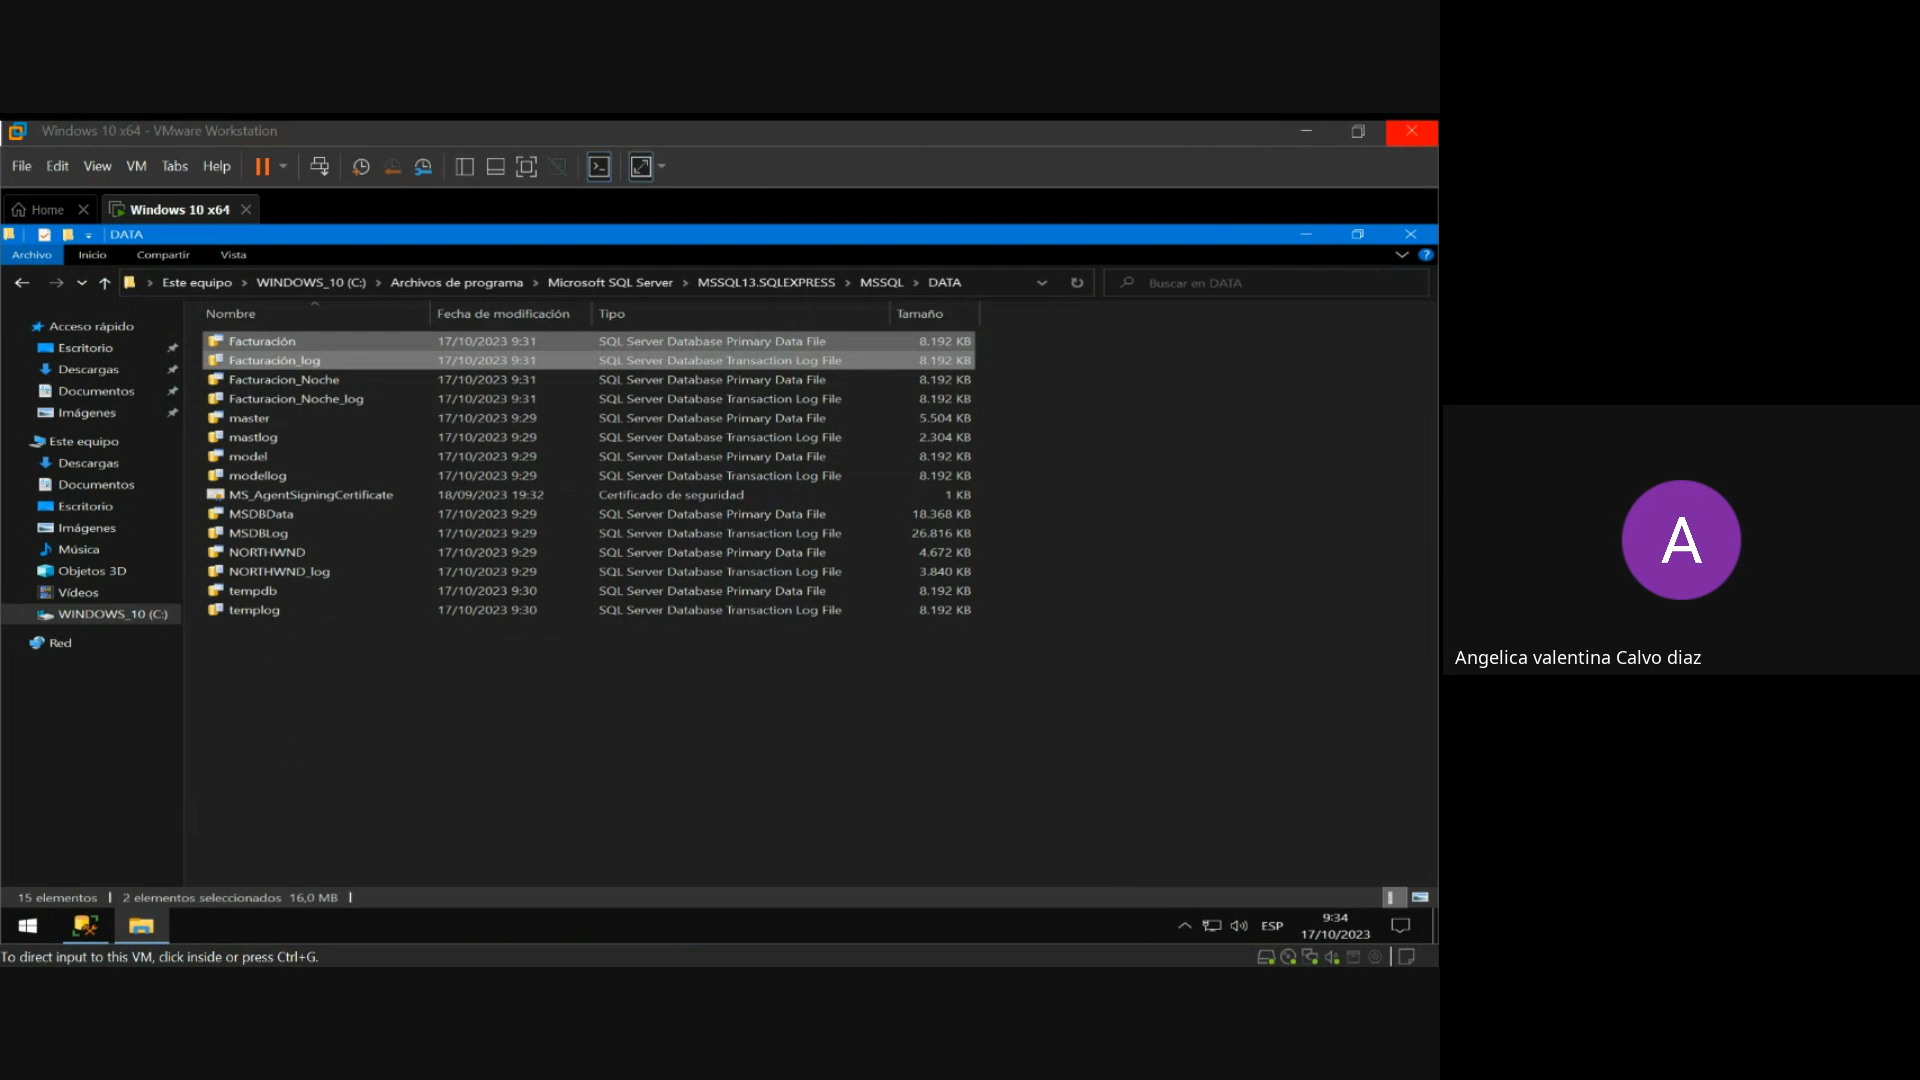 Windows 10 x64 - VMware Workstation
File Edit View VM Tabs Help
Home Windows 10 x64
DATA
Archivo Inicio Compartir Vista
Este equipo > WINDOWS_10 (C:) > Archivos de programa > Microsoft SQL Server > MSSQL13.SQLEXPRESS > MSSQL > DATA
Buscar en DATA
Acceso rápido
Escritorio
Descargas
Documentos
Imágenes
Este equipo
Descargas
Documentos
Escritorio
Imágenes
Música
Objetos 3D
Vídeos
WINDOWS_10 (C:)
Red
Nombre Fecha de modificación Tipo Tamaño
Facturación 17/10/2023 9:31 SQL Server Database Primary Data File 8.192 KB
Facturación_log 17/10/2023 9:31 SQL Server Database Transaction Log File 8.192 KB
Facturacion_Noche 17/10/2023 9:31 SQL Server Database Primary Data File 8.192 KB
Facturacion_Noche_log 17/10/2023 9:31 SQL Server Database Transaction Log File 8.192 KB
master 17/10/2023 9:29 SQL Server Database Primary Data File 5.504 KB
mastlog 17/10/2023 9:29 SQL Server Database Transaction Log File 2.304 KB
model 17/10/2023 9:29 SQL Server Database Primary Data File 8.192 KB
modellog 17/10/2023 9:29 SQL Server Database Transaction Log File 8.192 KB
MS_AgentSigningCertificate 18/09/2023 19:32 Certificado de seguridad 1 KB
MSDBData 17/10/2023 9:29 SQL Server Database Primary Data File 18.368 KB
MSDBLog 17/10/2023 9:29 SQL Server Database Transaction Log File 26.816 KB
NORTHWND 17/10/2023 9:29 SQL Server Database Primary Data File 4.672 KB
NORTHWND_log 17/10/2023 9:29 SQL Server Database Transaction Log File 3.840 KB
tempdb 17/10/2023 9:30 SQL Server Database Primary Data File 8.192 KB
templog 17/10/2023 9:30 SQL Server Database Transaction Log File 8.192 KB
15 elementos | 2 elementos seleccionados 16,0 MB |
ESP
9:34
17/10/2023
To direct input to this VM, click inside or press Ctrl+G.
A
Angelica valentina Calvo diaz